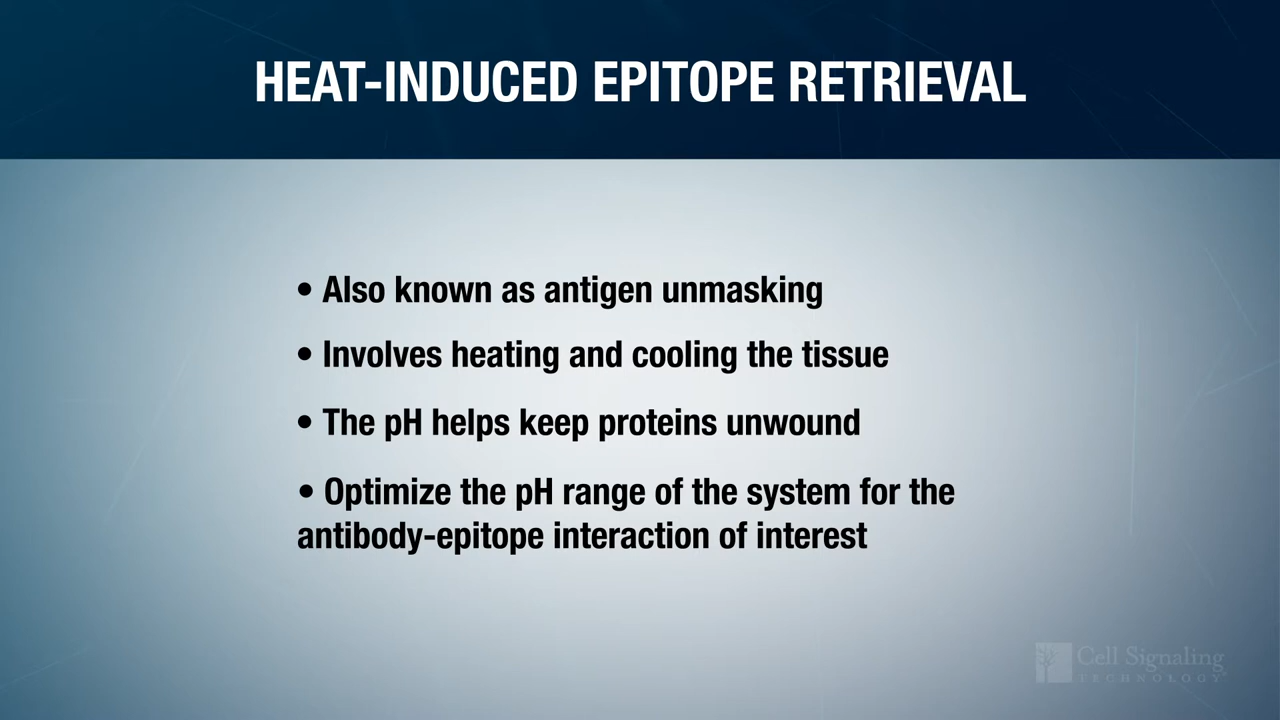 HEAT-INDUCED EPITOPE RETRIEVAL
• Also known as antigen unmasking
• Involves heating and cooling the tissue
• The pH helps keep proteins unwound
• Optimize the pH range of the system for the
antibody-epitope interaction of interest
Cell Signaling
TECHNOLOGY®